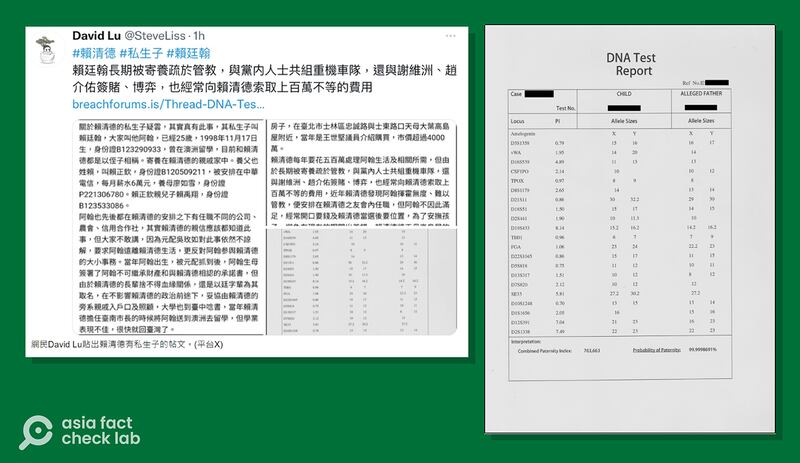 David Lu @SteveLiss · 1h
#賴清德 #私生子 #賴廷翰
賴廷翰長期被寄養疏於管教，與黨內人士共組重機車隊，還與謝維洲、趙
介佑簽賭、博弈，也經常向賴清德索取上百萬不等的費用
breachforums.is/Thread-DNA-Tes...
關於賴清德的私生子疑雲，其實真有此事，其私生子叫
賴廷翰，大家叫他阿翰，已經25歲，1998年11月17日
生，身份證B123290933，曾在澳洲留學，目前和賴清
德都是以侄子相稱。寄養在賴清德的親戚家中。養父也
姓賴，叫賴正欽，身份證B120509211，被安排在中華
電信，每月薪水6萬元，養母廖如雪，身份證
P221306780。賴正欽親兒子賴禹翔，身份證
B123533086。
阿翰也先後都在賴清德的安排之下有任職不同的公司、
農會、信用合作社，其實賴清德的親信應該都知道此
生，但大家不敢講，因為元配吳玫如對此事依然不諒
解，要求阿翰遠離賴清德生活，更反對阿翰參與賴清德
的大小事務。當年阿翰出生，被元配抓到後，阿翰生母
簽署了阿翰不可繼承財產和與賴清德相認的承諾書，但
由於賴清德的長輩捨不得血緣關係，還是以廷字輩為其
取名，在不影響賴清德的政治前途下，妥協由賴清德的
旁系親戚入戶口及照顧，大學也到臺中唸書，當年賴清
德擔任臺南市長的時候將阿翰送到澳洲去留學，但學業
表現不佳，很快就回臺灣了。
房子，在臺北市士林區忠誠路與士東路口天母大葉高島
屋附近，當年是王世堅議員介紹購買，市價超過4000
萬。
賴清德每年要花五百萬處理阿翰生活及相關所需，但由
於長期被寄養疏於管教，與黨內人士共組重機車隊，還
與謝維洲、趙介佑簽賭、博弈，也經常向賴清德索取上
百萬不等的費用，近年賴清德發現阿翰揮霍無度、難以
管教，便安排在賴清德之友會內任職，但阿翰不因此滿
足，經常開口要錢及賴清德當選後要位置，為了安撫孩
網民David Lu貼出賴清德有私生子的帖文。(平台X)
DNA Test
Report
Ref No.
Case CHILD ALLEGED FATHER
Test No.
Locus PI Allele Sizes Allele Sizes
Amelogenin X Y X Y
D3S1358 0.79 15 16 16 17
vWA 1.95 14 20 14 20
D16S539 4.89 11 13 13
CSF1PO 2.14 10 10 12
TPOX 0.97 8 9 8
D8S1179 2.65 14 13 14
D21S11 0.88 30 32.2 29 30
D18S51 1.50 15 17 14 15
D2S441 1.90 10 11.3 10
D19S433 8.14 15.2 16.2 14.2 16.2
TH01 0.96 6 7 7 9
FGA 1.06 23 24 22.2 23
D22S1045 0.86 15 17 11 15
D5S818 0.75 11 12 10 11
D13S317 1.51 10 12 8 12
D7S820 2.12 10 12 10
SE33 5.81 27.2 30.2 27.2
D10S1248 0.70 13 15 13 14
D1S1656 2.03 16 15 16
D12S391 7.04 21 23 16 23
D2S1338 7.49 22 23 22 23
Interpretation:
Combined Paternity Index: 763,663 Probability of Paternity: 99.9998691%
asia fact
check lab